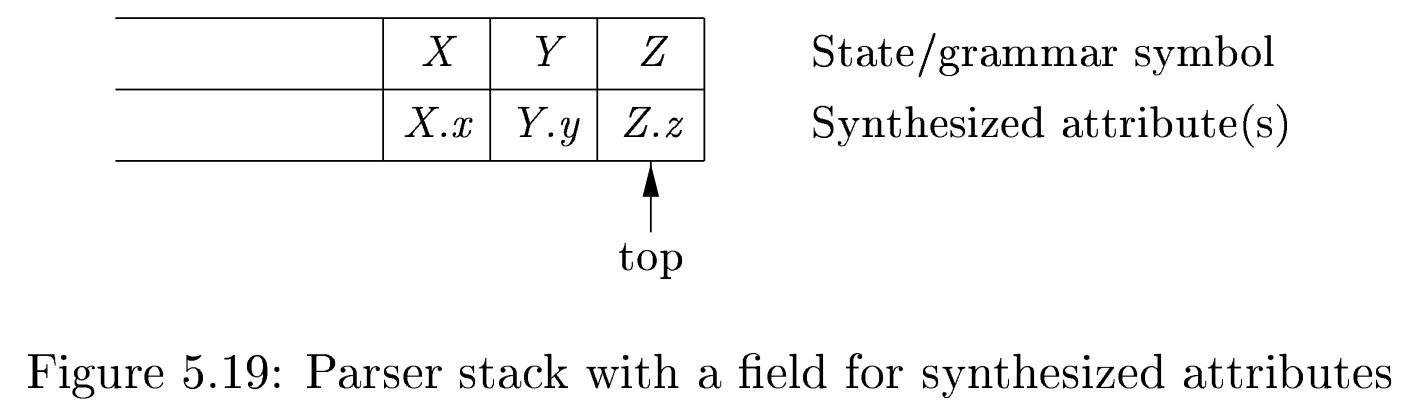 X Y Z State/grammar symbol
X.x Y.y Z.z Synthesized attribute(s)
top
Figure 5.19: Parser stack with a field for synthesized attributes